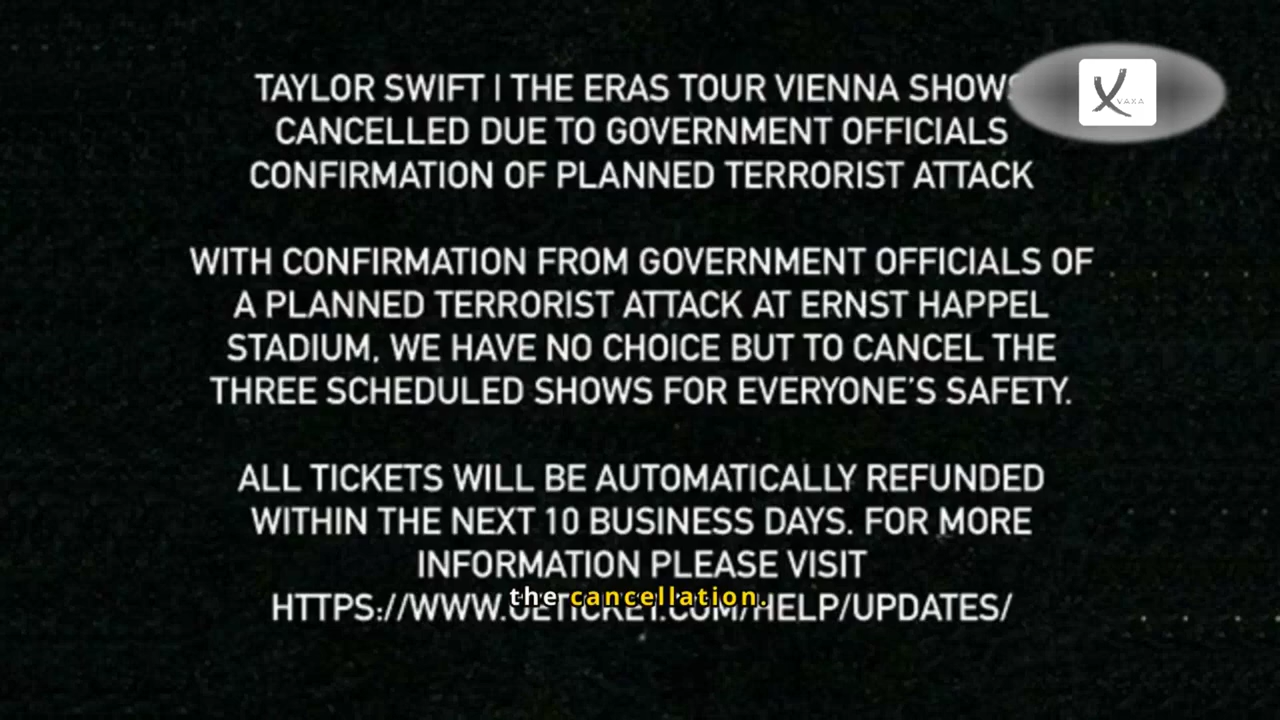 TAYLOR SWIFT | THE ERAS TOUR VIENNA SHOWS
CANCELLED DUE TO GOVERNMENT OFFICIALS
CONFIRMATION OF PLANNED TERRORIST ATTACK
WITH CONFIRMATION FROM GOVERNMENT OFFICIALS OF
A PLANNED TERRORIST ATTACK AT ERNST HAPPEL
STADIUM, WE HAVE NO CHOICE BUT TO CANCEL THE
THREE SCHEDULED SHOWS FOR EVERYONE'S SAFETY.
ALL TICKETS WILL BE AUTOMATICALLY REFUNDED
WITHIN THE NEXT 10 BUSINESS DAYS. FOR MORE
INFORMATION PLEASE VISIT
the cancellation.
HTTPS://WWW.OETICKET.COM/HELP/UPDATES/
X VAXA